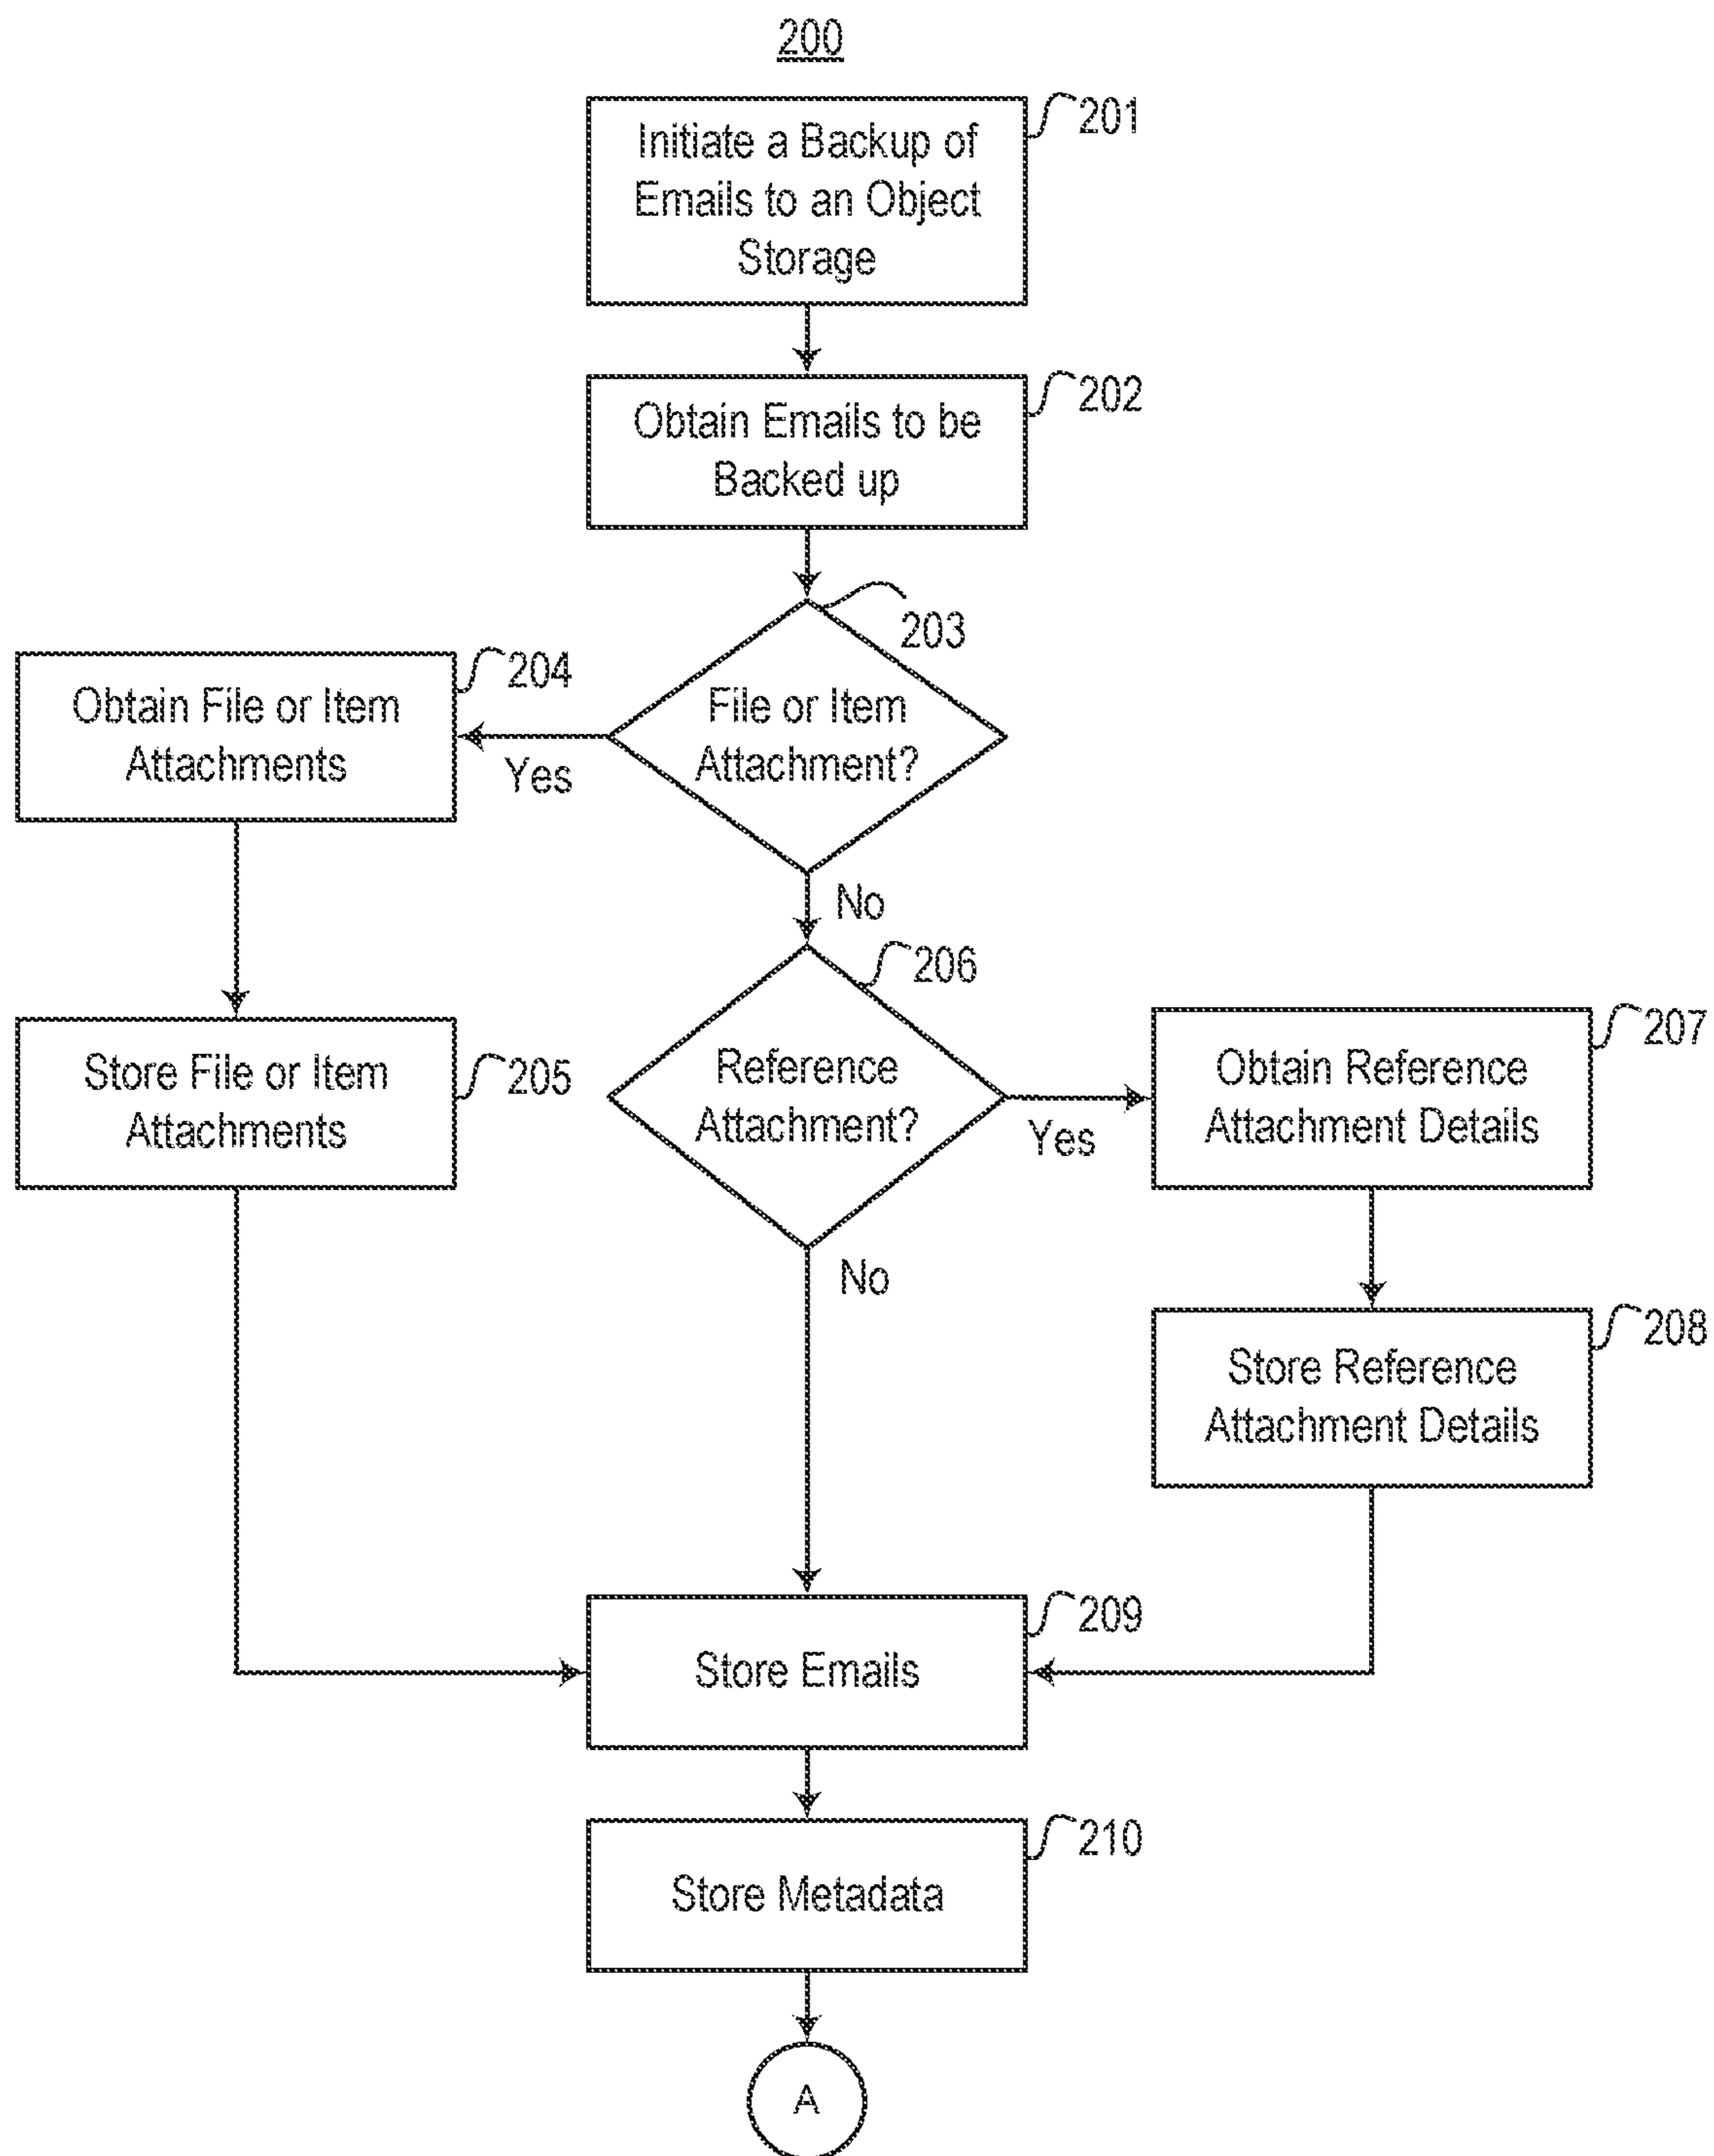 200
Initiate a Backup of
Emails to an Object
Storage
201
Obtain Emails to be
Backed up
202
203
File or Item
Attachment?
Yes
No
Obtain File or Item
Attachments
204
Store File or Item
Attachments
205
206
Reference
Attachment?
Yes
No
Obtain Reference
Attachment Details
207
Store Reference
Attachment Details
208
Store Emails
209
Store Metadata
210
A